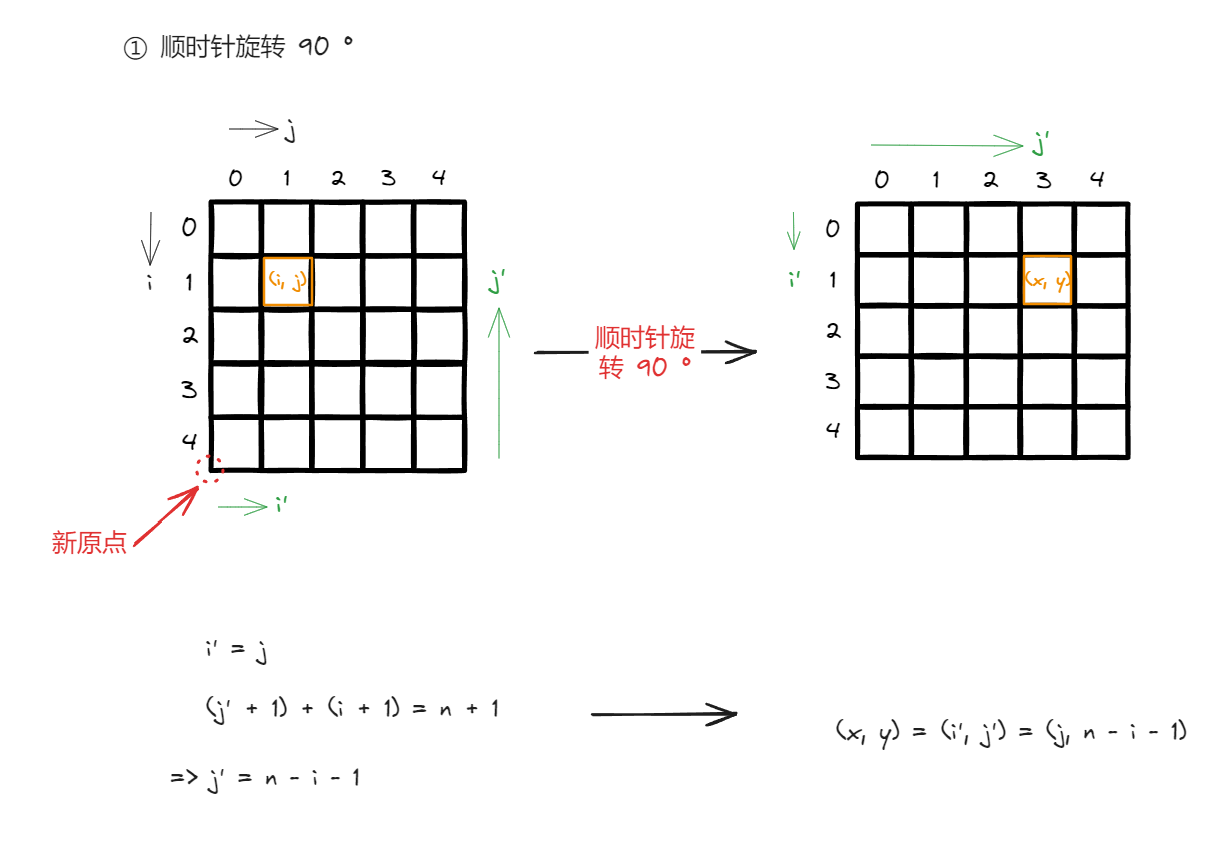 ① 顺时针旋转 90 °
j
0 1 2 3 4
0
i 1 (i, j)
2
3
4
j'
新原点
i'
顺时针旋
转 90 °
j'
0 1 2 3 4
0
i' 1 (x, y)
2
3
4
i' = j
(j' + 1) + (i + 1) = n + 1
=> j' = n - i - 1
(x, y) = (i', j') = (j, n - i - 1)